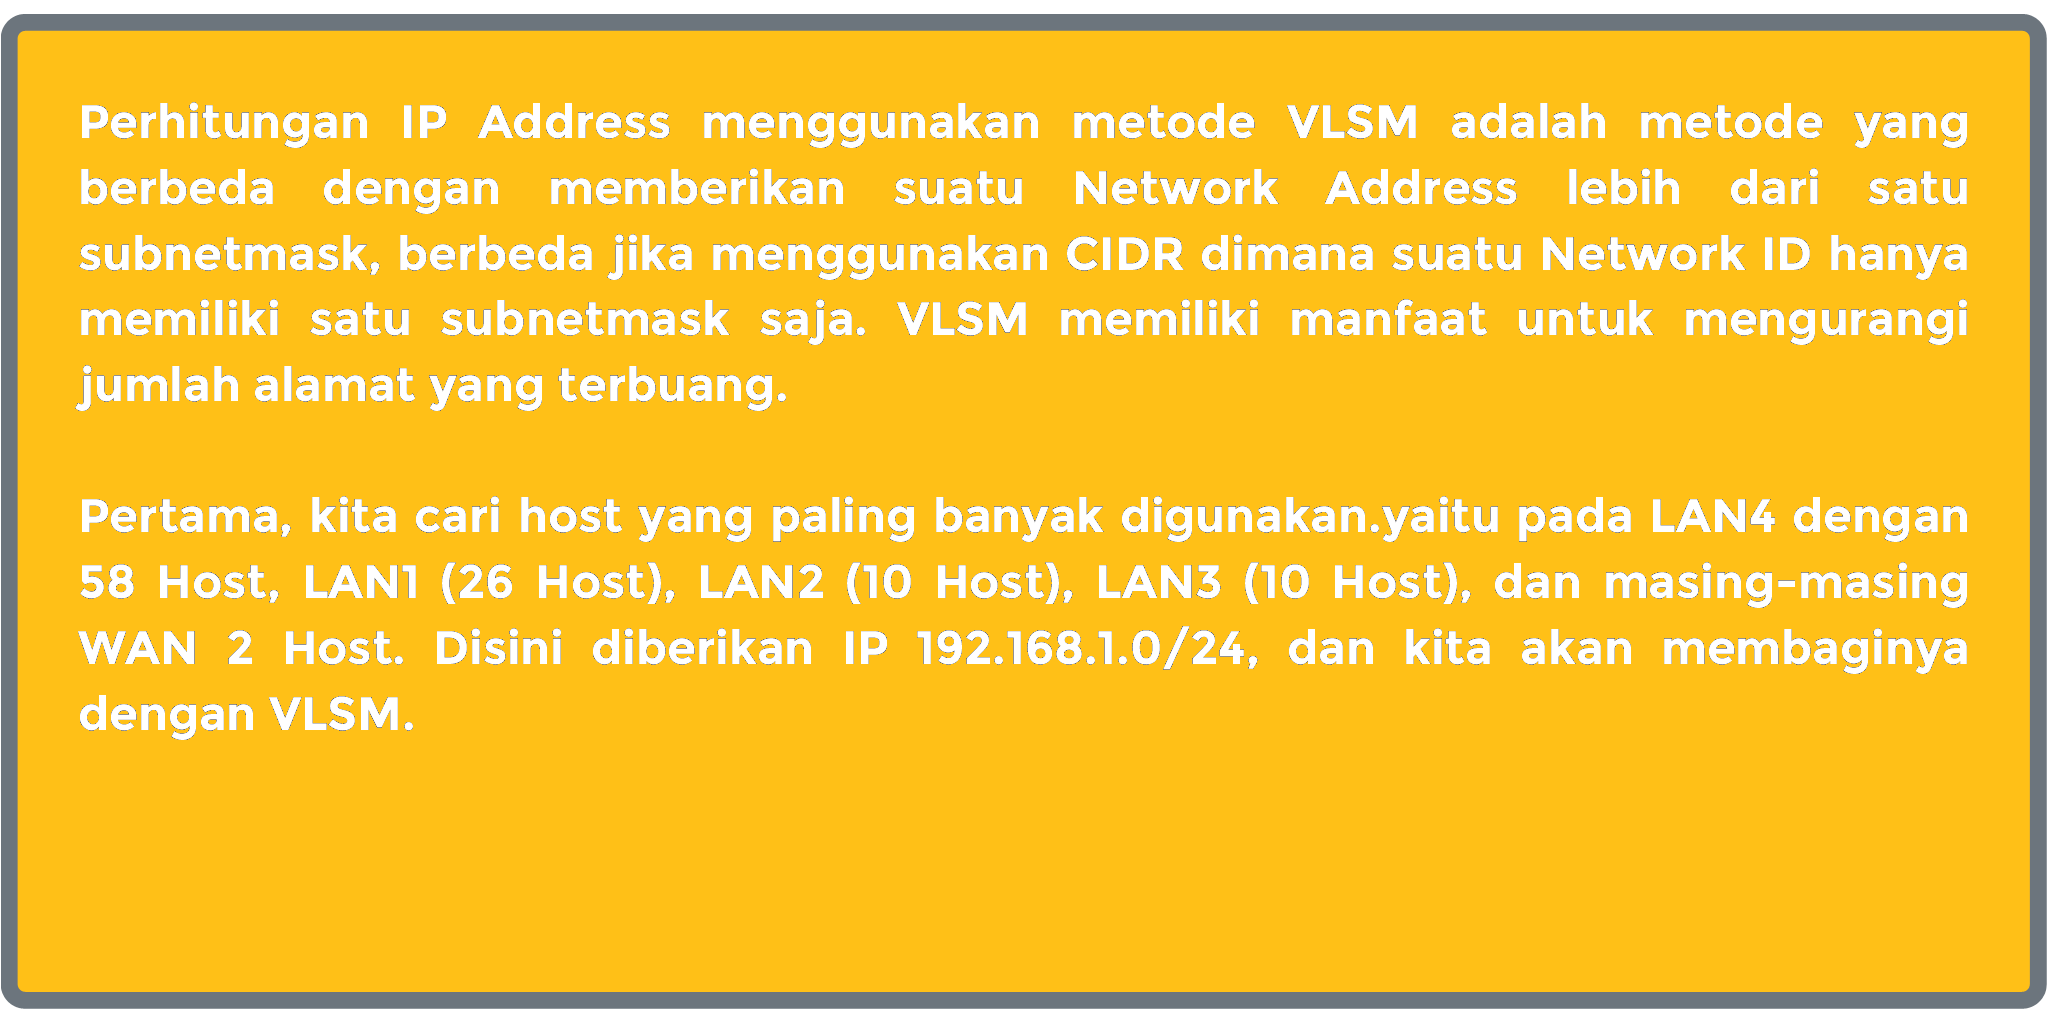 Perhitungan IP Address menggunakan metode VLSM adalah metode yang
berbeda dengan memberikan suatu Network Address lebih dari satu
subnetmask, berbeda jika menggunakan CIDR dimana suatu Network ID hanya
memiliki satu subnetmask saja. VLSM memiliki manfaat untuk mengurangi
jumlah alamat yang terbuang.
Pertama, kita cari host yang paling banyak digunakan.yaitu pada LAN4 dengan
58 Host, LAN1 (26 Host), LAN2 (10 Host), LAN3 (10 Host), dan masing-masing
WAN 2 Host. Disini diberikan IP 192.168.1.0/24, dan kita akan membaginya
dengan VLSM.